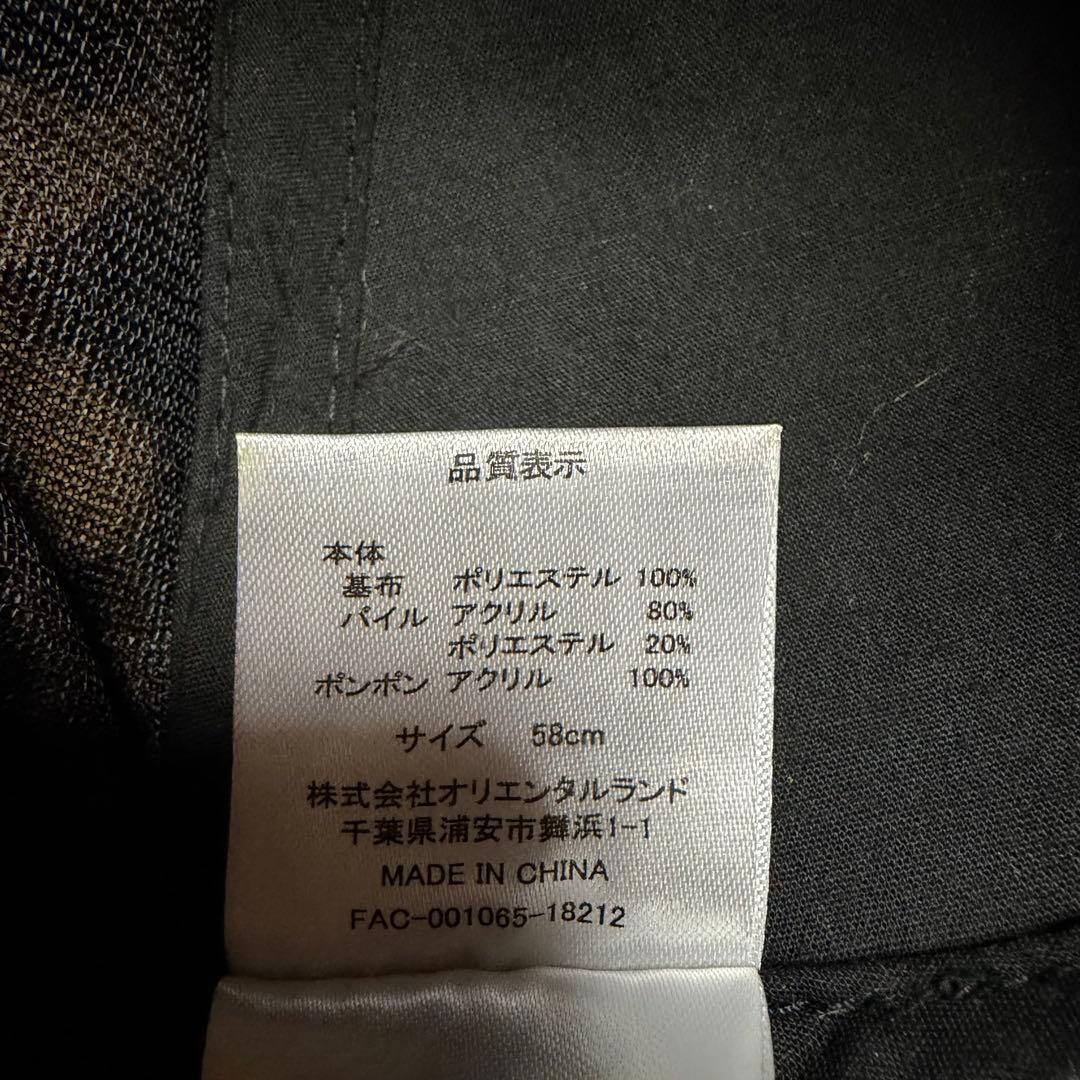 品質表示
本体
基布 ポリエステル 100%
パイル アクリル 80%
ポリエステル 20%
ポンポン アクリル 100%
サイズ 58cm
株式会社オリエンタルランド
千葉県浦安市舞浜1-1
MADE IN CHINA
FAC-001065-18212